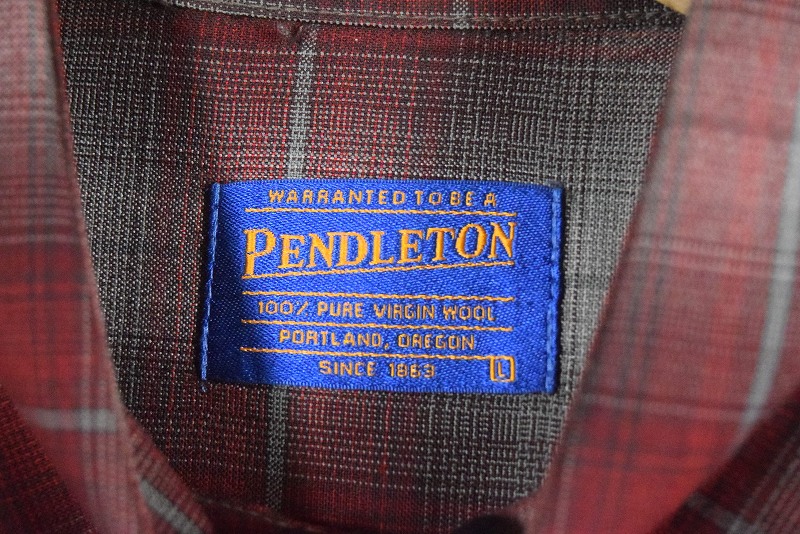 WARRANTED TO BE A
PENDLETON
100% PURE VIRGIN WOOL
PORTLAND, OREGON
SINCE 1863 L